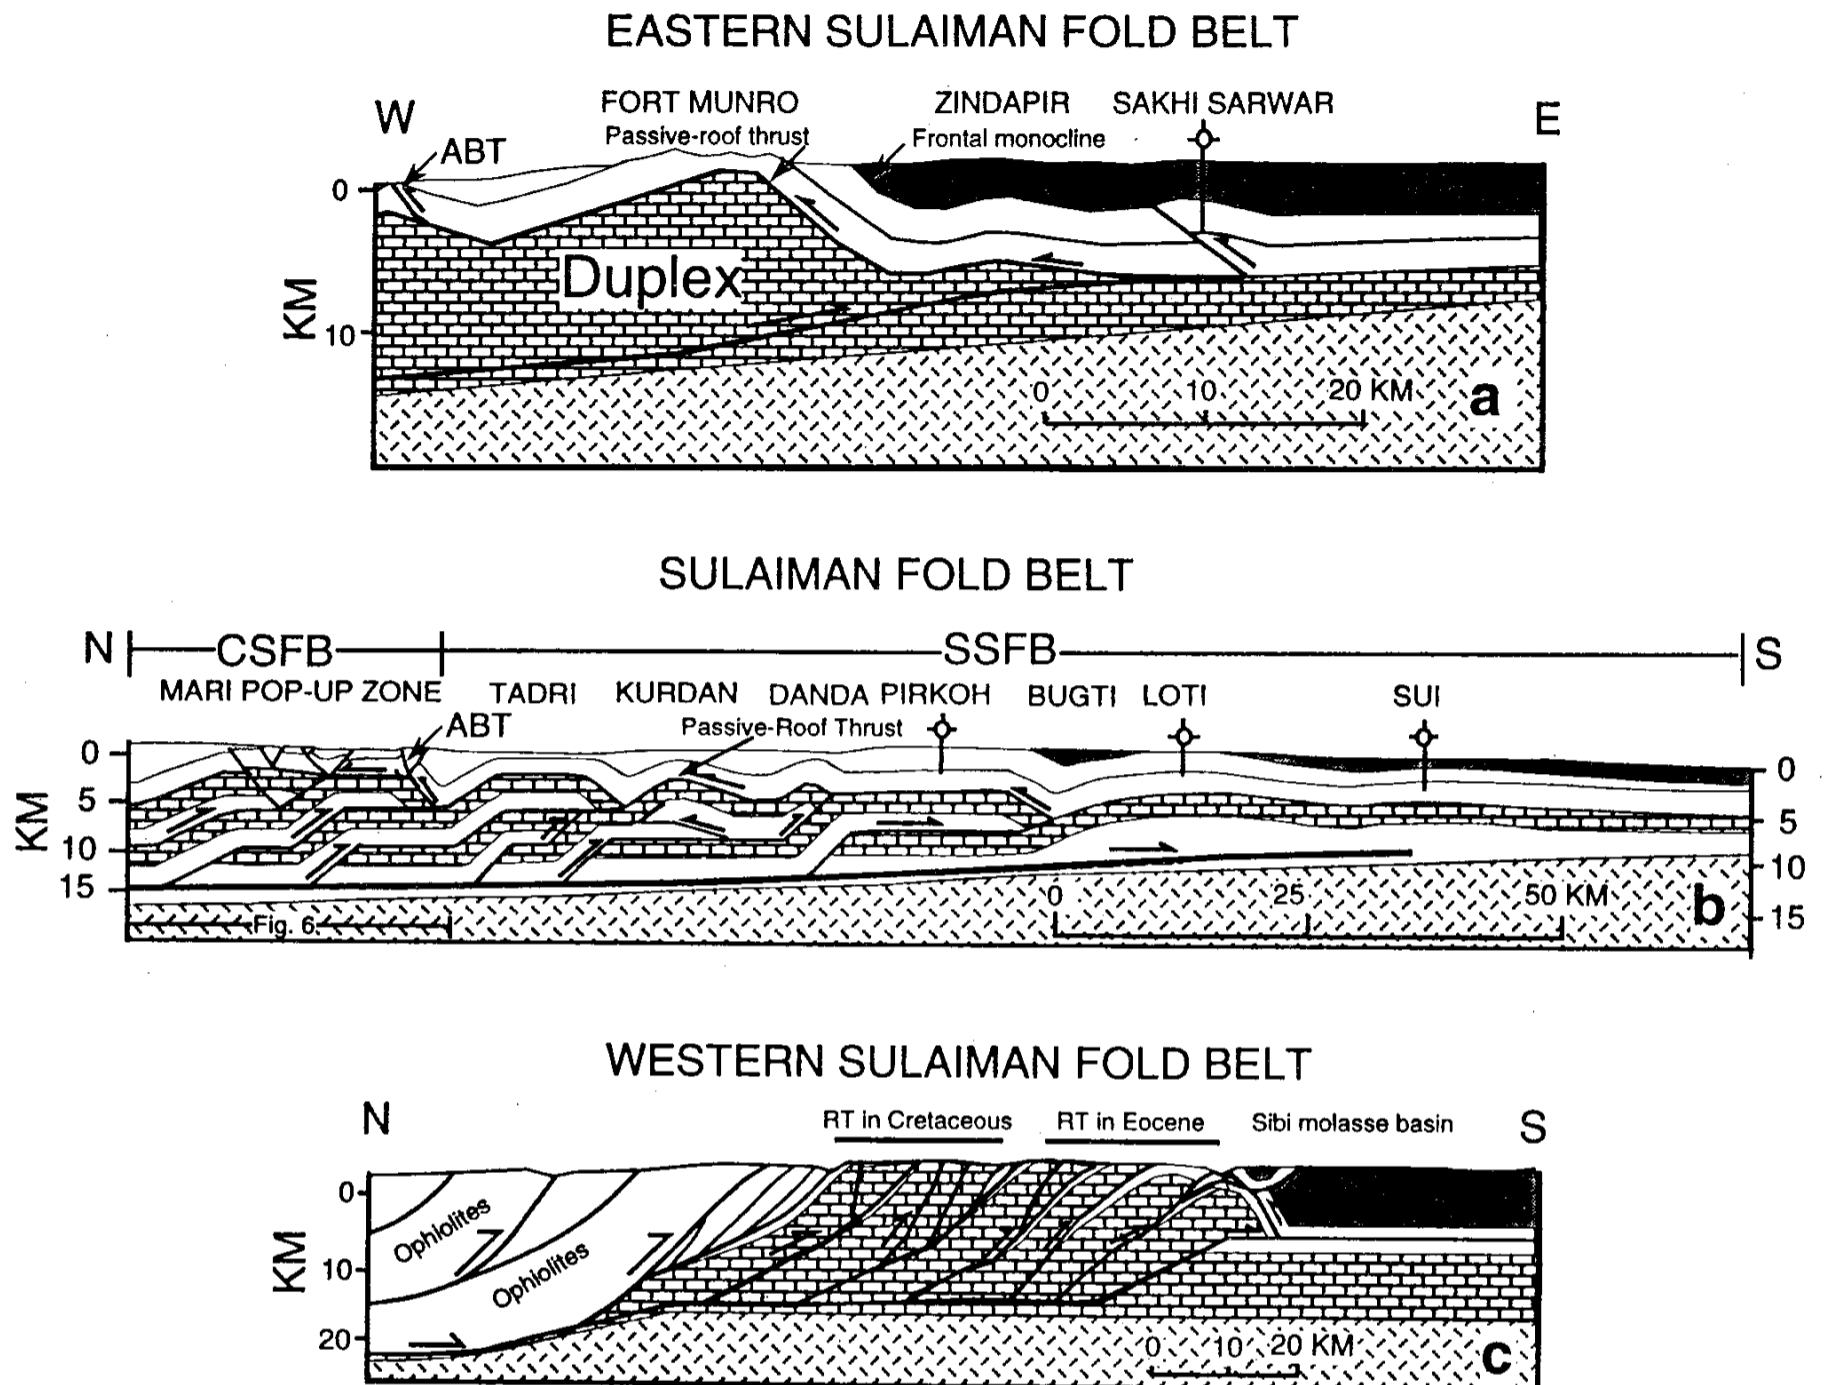 EASTERN SULAIMAN FOLD BELT
W
FORT MUNRO
ZINDAPIR
SAKHI SARWAR
E
Passive-roof thrust
Frontal monocline
ABT
0
KM
10
Duplex
0 10 20 KM
a
SULAIMAN FOLD BELT
N
CSFB
SSFB
S
MARI POP-UP ZONE
TADRI
KURDAN
DANDA
PIRKOH
BUGTI
LOTI
SUI
ABT
Passive-Roof Thrust
0
5
10
15
KM
0
5
10
15
Fig. 6
0 25 50 KM
b
WESTERN SULAIMAN FOLD BELT
N
RT in Cretaceous
RT in Eocene
Sibi molasse basin
S
0
10
20
KM
Ophiolites
Ophiolites
0 10 20 KM
c